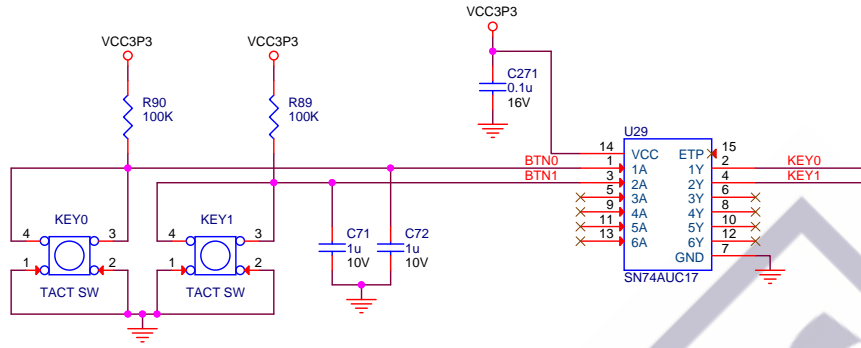 VCC3P3
VCC3P3
VCC3P3
R90
100K
R89
100K
C271
0.1u
16V
U29
14 VCC ETP 15
BTN0 1 1A 1Y 2 KEY0
BTN1 3 2A 2Y 4 KEY1
5 3A 3Y 6
9 4A 4Y 8
11 5A 5Y 10
13 6A 6Y 12
GND 7
SN74AUC17
KEY0
4 3
1 2
TACT SW
KEY1
4 3
1 2
TACT SW
C71
1u
10V
C72
1u
10V